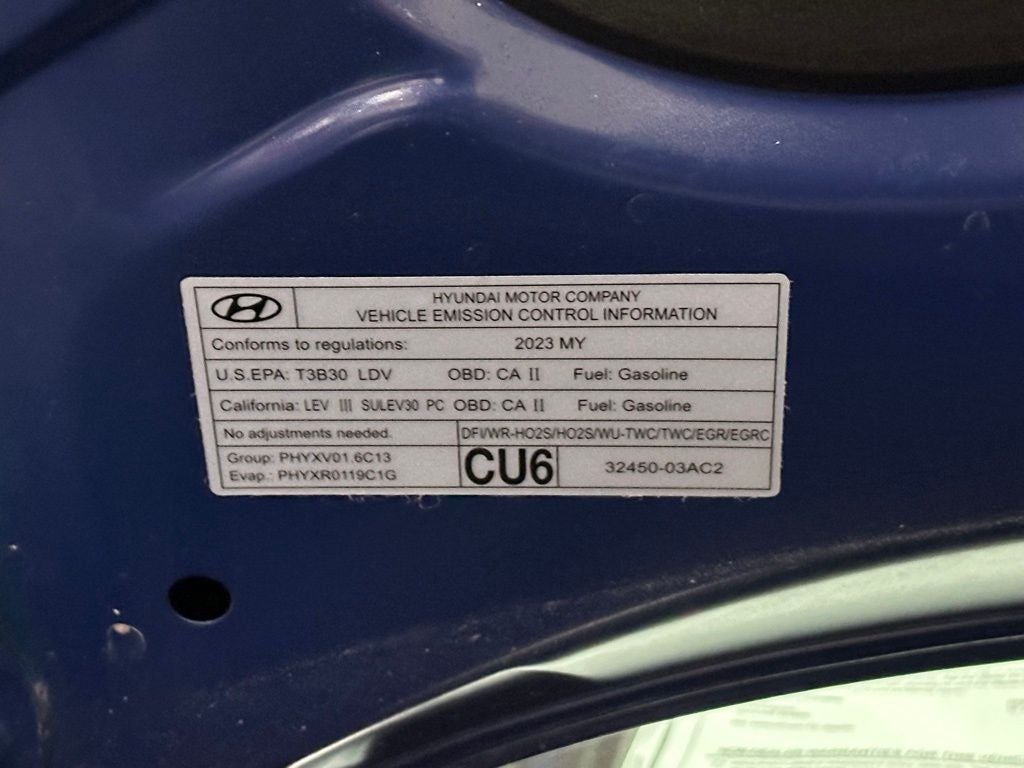 HYUNDAI MOTOR COMPANY
VEHICLE EMISSION CONTROL INFORMATION
Conforms to regulations: 2023 MY
U.S.EPA: T3B30 LDV OBD: CA II Fuel: Gasoline
California: LEV III SULEV30 PC OBD: CA II Fuel: Gasoline
No adjustments needed. DFI/WR-HO2S/HO2S/WU-TWC/TWC/EGR/EGRC
Group: PHYXV01.6C13
Evap.: PHYXR0119C1G
CU6
32450-03AC2